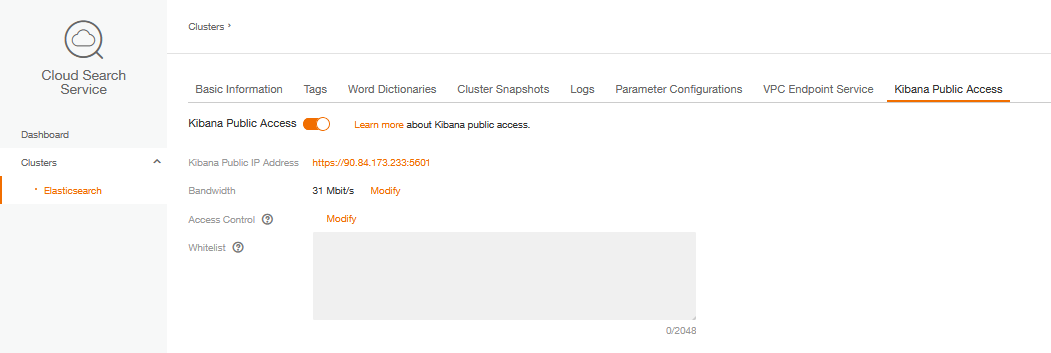 Cloud Search
Service
Dashboard
Clusters
Elasticsearch
Clusters ›
Basic Information Tags Word Dictionaries Cluster Snapshots Logs Parameter Configurations VPC Endpoint Service Kibana Public Access
Kibana Public Access Learn more about Kibana public access.
Kibana Public IP Address https://90.84.173.233:5601
Bandwidth 31 Mbit/s Modify
Access Control ? Modify
Whitelist ?
0/2048